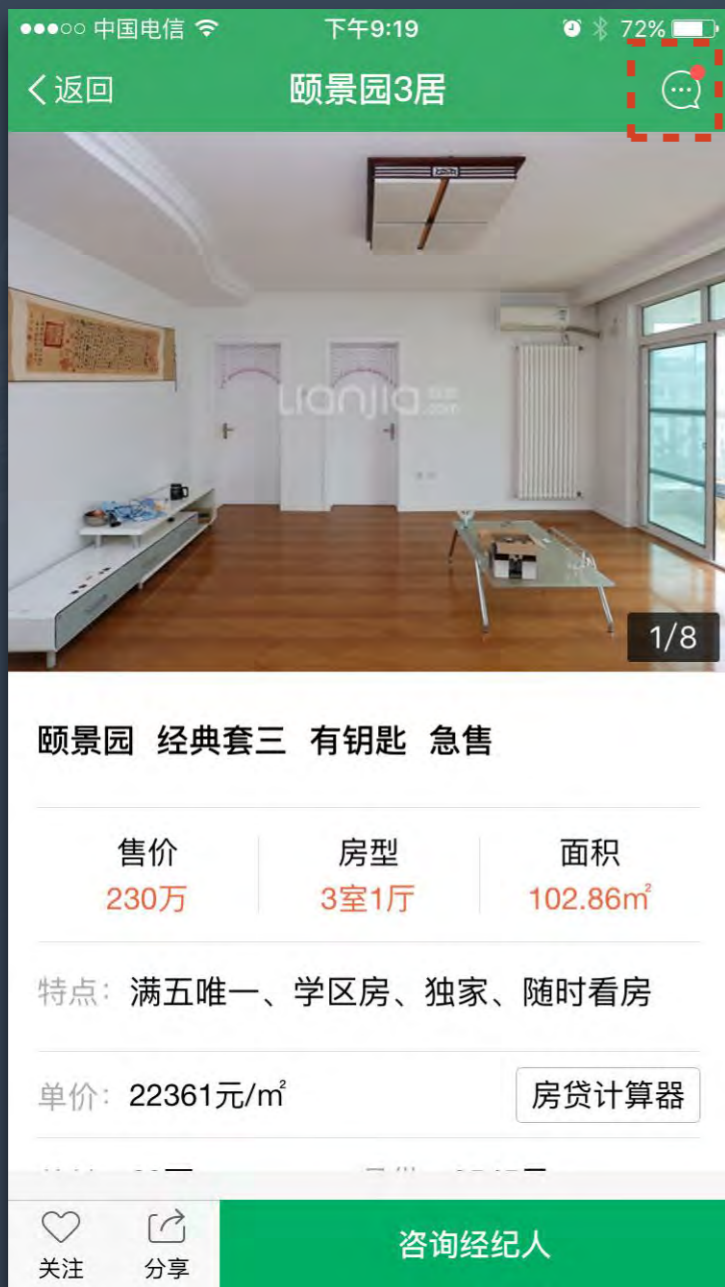 中国电信 下午9:19 72%
返回 颐景园3居
Lianjia
1/8
颐景园 经典套三 有钥匙 急售
售价 房型 面积
230万 3室1厅 102.86㎡
特点：满五唯一、学区房、独家、随时看房
单价：22361元/㎡ 房贷计算器
关注 分享 咨询经纪人